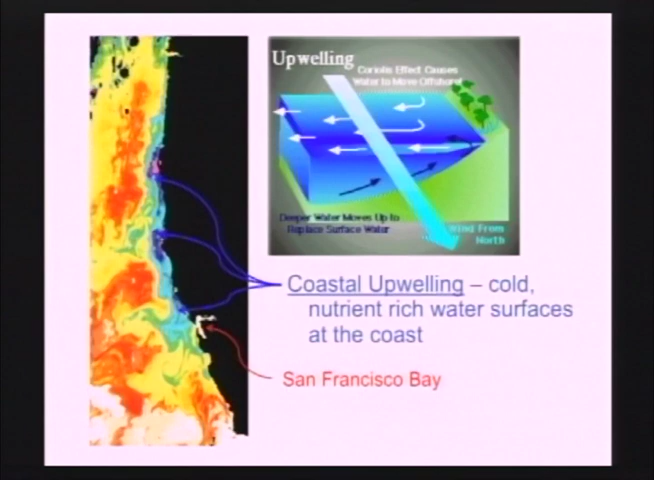 Upwelling
Coriolis Effect Causes
Water to Move Offshore
Deeper Water Moves Up to
Replace Surface Water
Wind From
North
Coastal Upwelling – cold,
nutrient rich water surfaces
at the coast
San Francisco Bay